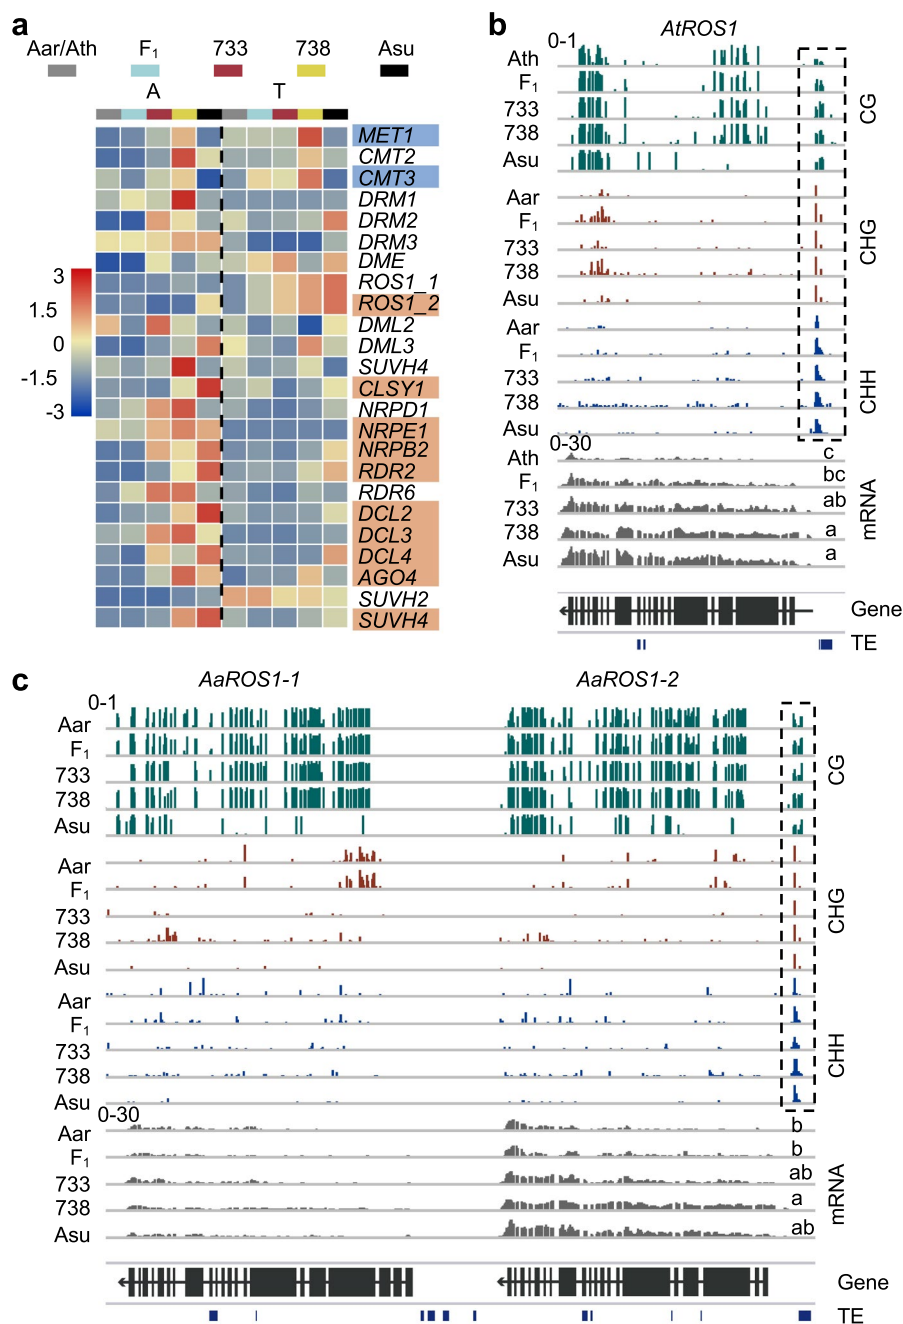 a
Aar/Ath F1 733 738 Asu
A T
MET1
CMT2
CMT3
DRM1
DRM2
DRM3
DME
ROS1_1
ROS1_2
DML2
DML3
SUVH4
CLSY1
NRPD1
NRPE1
NRPB2
RDR2
RDR6
DCL2
DCL3
DCL4
AGO4
SUVH2
SUVH4
3
1.5
0
-1.5
-3
b
AtROS1
0-1
Ath
F1
733
738
Asu
CG
Aar
F1
733
738
Asu
CHG
Aar
F1
733
738
Asu
CHH
0-30
Ath c
F1 bc
733 ab
738 a
Asu a
mRNA
Gene
TE
c
AaROS1-1 AaROS1-2
0-1
Aar
F1
733
738
Asu
CG
Aar
F1
733
738
Asu
CHG
Aar
F1
733
738
Asu
CHH
0-30
Aar b
F1 b
733 ab
738 a
Asu ab
mRNA
Gene
TE